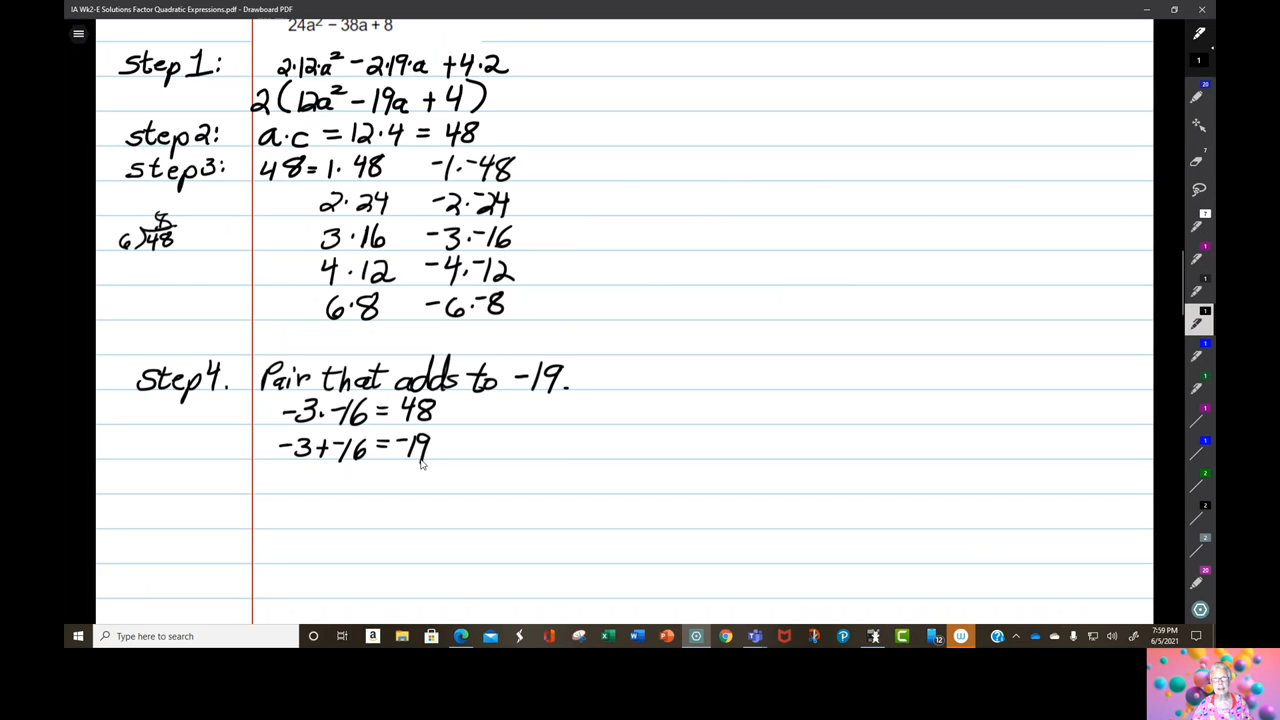 IA Wk2-E Solutions Factor Quadratic Expressions.pdf - Drawboard PDF
24a² − 38a + 8
Step 1: 2·12·a² − 2·19·a + 4·2
2(12a² − 19a + 4)
Step 2: a·c = 12·4 = 48
Step 3: 48 = 1·48 -1·-48
2·24 -2·-24
8
6)48
3·16 -3·-16
4·12 -4·-12
6·8 -6·-8
Step 4. Pair that adds to -19.
-3·-16 = 48
-3+-16 = -19
Type here to search
7:59 PM
6/5/2021